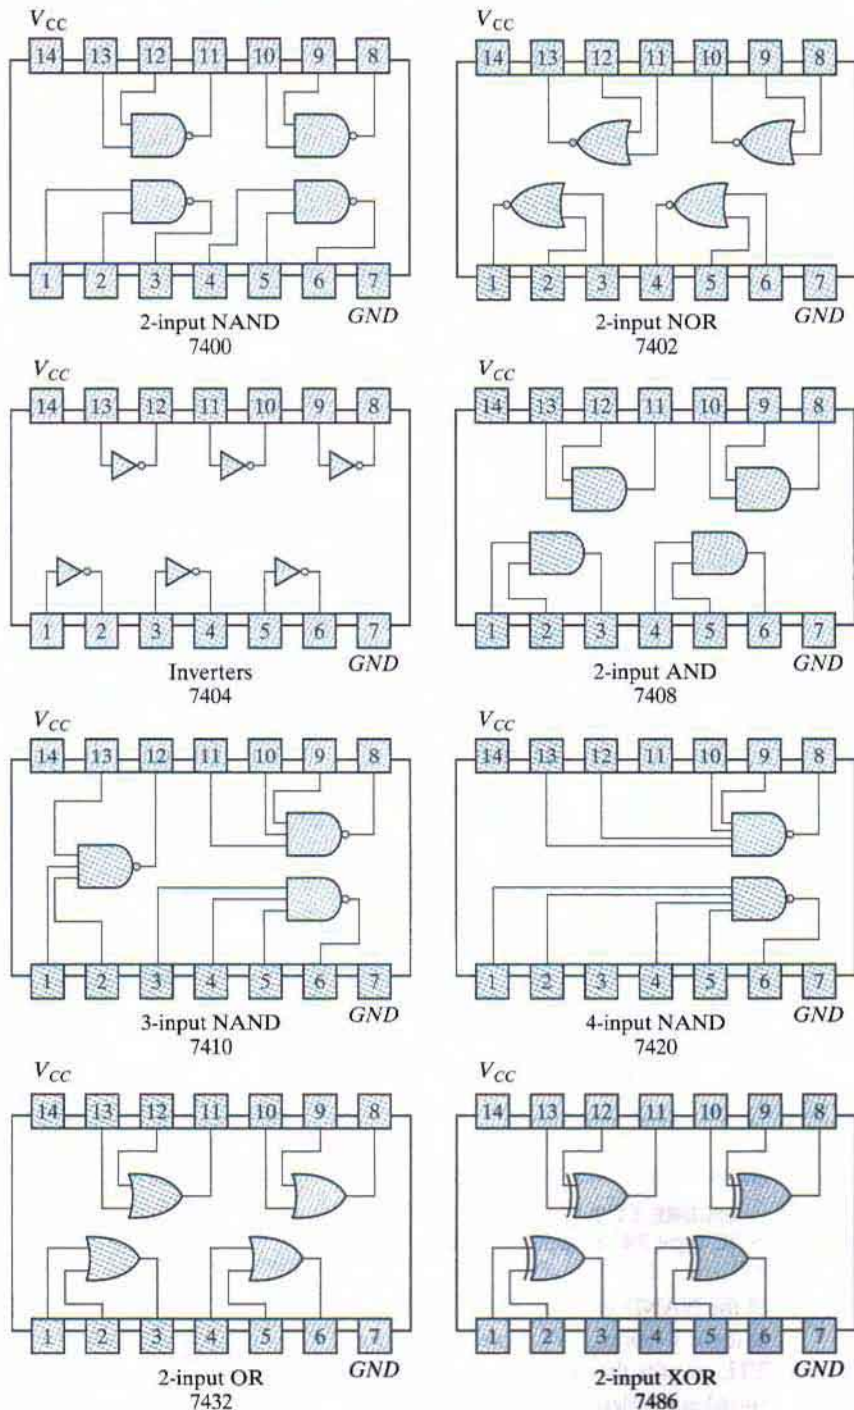 VCC
14 13 12 11 10 9 8
1 2 3 4 5 6 7
GND
2-input NAND
7400
VCC
14 13 12 11 10 9 8
1 2 3 4 5 6 7
GND
2-input NOR
7402
VCC
14 13 12 11 10 9 8
1 2 3 4 5 6 7
GND
Inverters
7404
VCC
14 13 12 11 10 9 8
1 2 3 4 5 6 7
GND
2-input AND
7408
VCC
14 13 12 11 10 9 8
1 2 3 4 5 6 7
GND
3-input NAND
7410
VCC
14 13 12 11 10 9 8
1 2 3 4 5 6 7
GND
4-input NAND
7420
VCC
14 13 12 11 10 9 8
1 2 3 4 5 6 7
GND
2-input OR
7432
VCC
14 13 12 11 10 9 8
1 2 3 4 5 6 7
GND
2-input XOR
7486